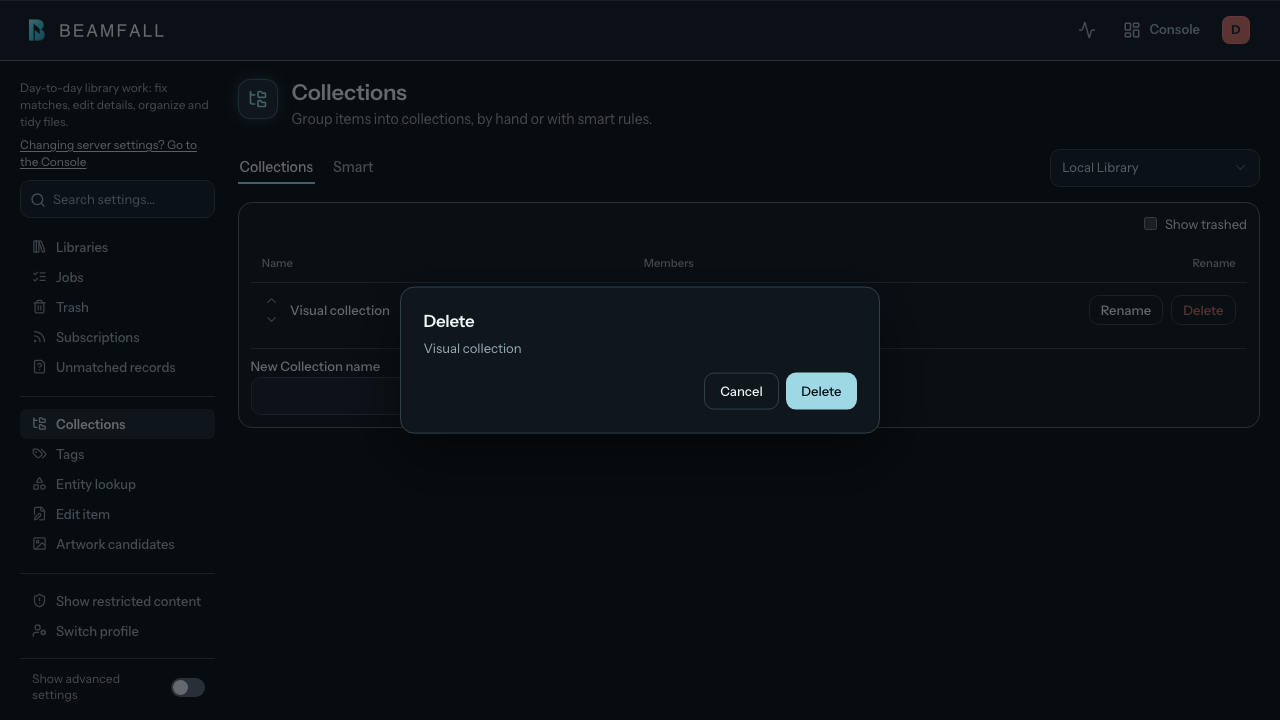 BEAMFALL
Console
D
Day-to-day library work: fix
matches, edit details, organize and
tidy files.
Changing server settings? Go to
the Console
Search settings...
Libraries
Jobs
Trash
Subscriptions
Unmatched records
Collections
Tags
Entity lookup
Edit item
Artwork candidates
Show restricted content
Switch profile
Show advanced
settings
Collections
Group items into collections, by hand or with smart rules.
Collections
Smart
Local Library
Show trashed
Name
Members
Rename
Visual collection
Rename
Delete
New Collection name
Delete
Visual collection
Cancel
Delete